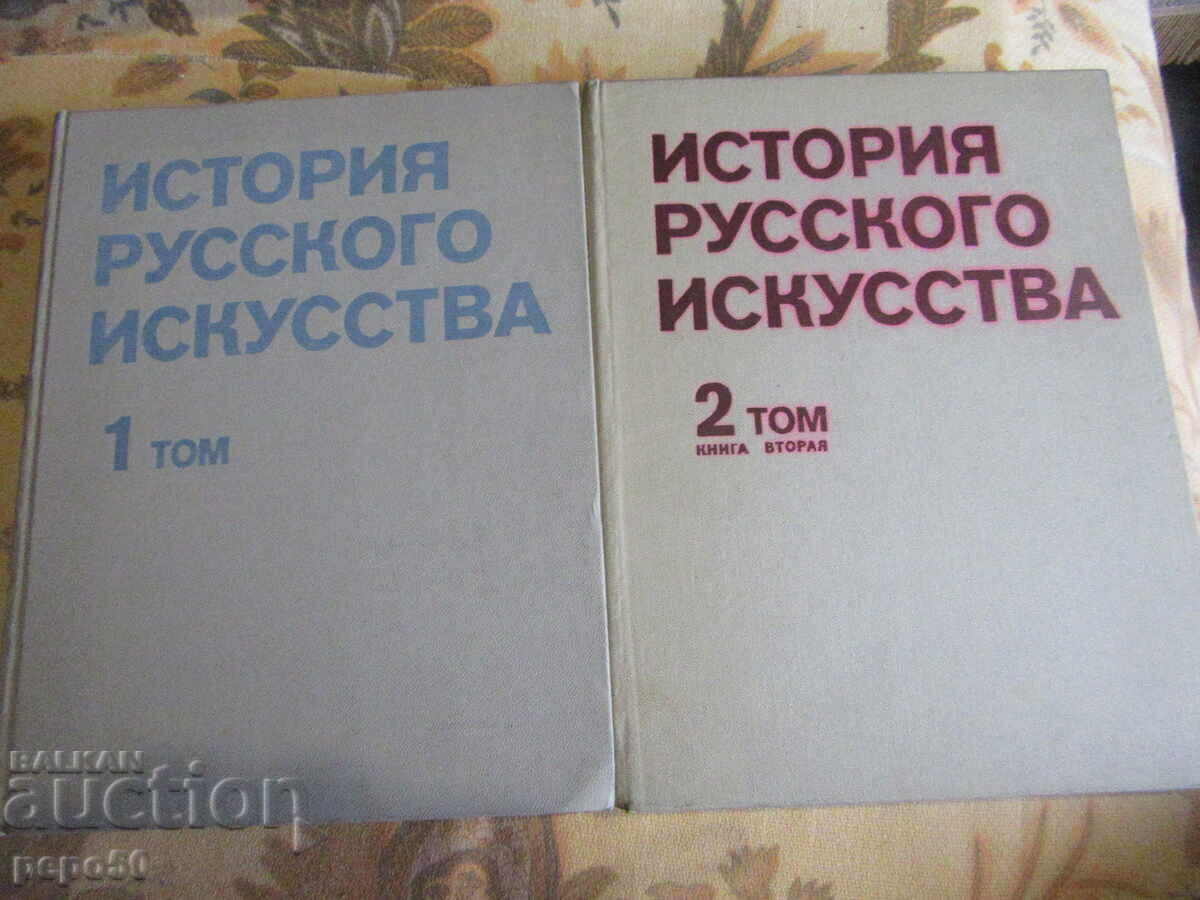 ИСТОРИЯ
РУССКОГО
ИСКУССТВА
1 ТОМ
ИСТОРИЯ
РУССКОГО
ИСКУССТВА
2 ТОМ
КНИГА ВТОРАЯ
BALKAN
auction
pepo50